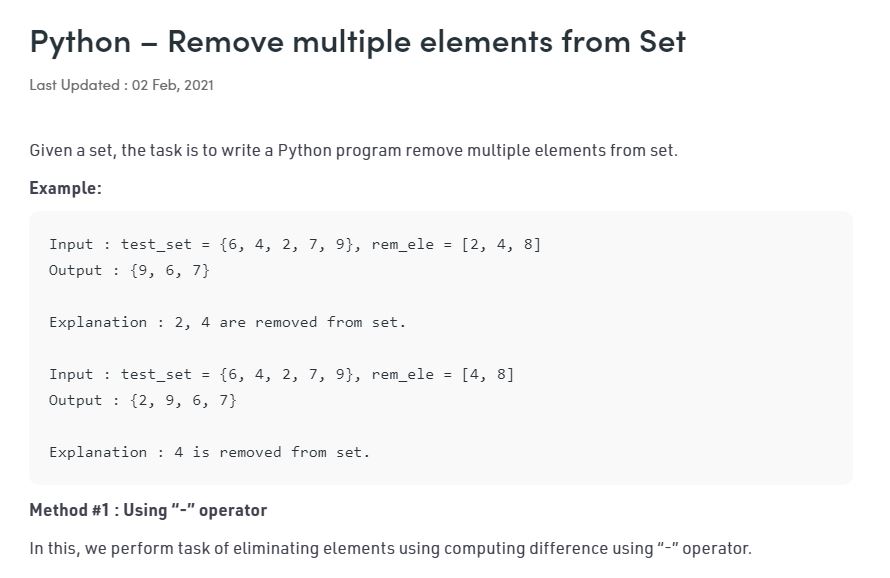 Python – Remove multiple elements from Set
Last Updated : 02 Feb, 2021
Given a set, the task is to write a Python program remove multiple elements from set.
Example:
Input : test_set = {6, 4, 2, 7, 9}, rem_ele = [2, 4, 8]
Output : {9, 6, 7}
Explanation : 2, 4 are removed from set.
Input : test_set = {6, 4, 2, 7, 9}, rem_ele = [4, 8]
Output : {2, 9, 6, 7}
Explanation : 4 is removed from set.
Method #1 : Using “-” operator
In this, we perform task of eliminating elements using computing difference using “-” operator.